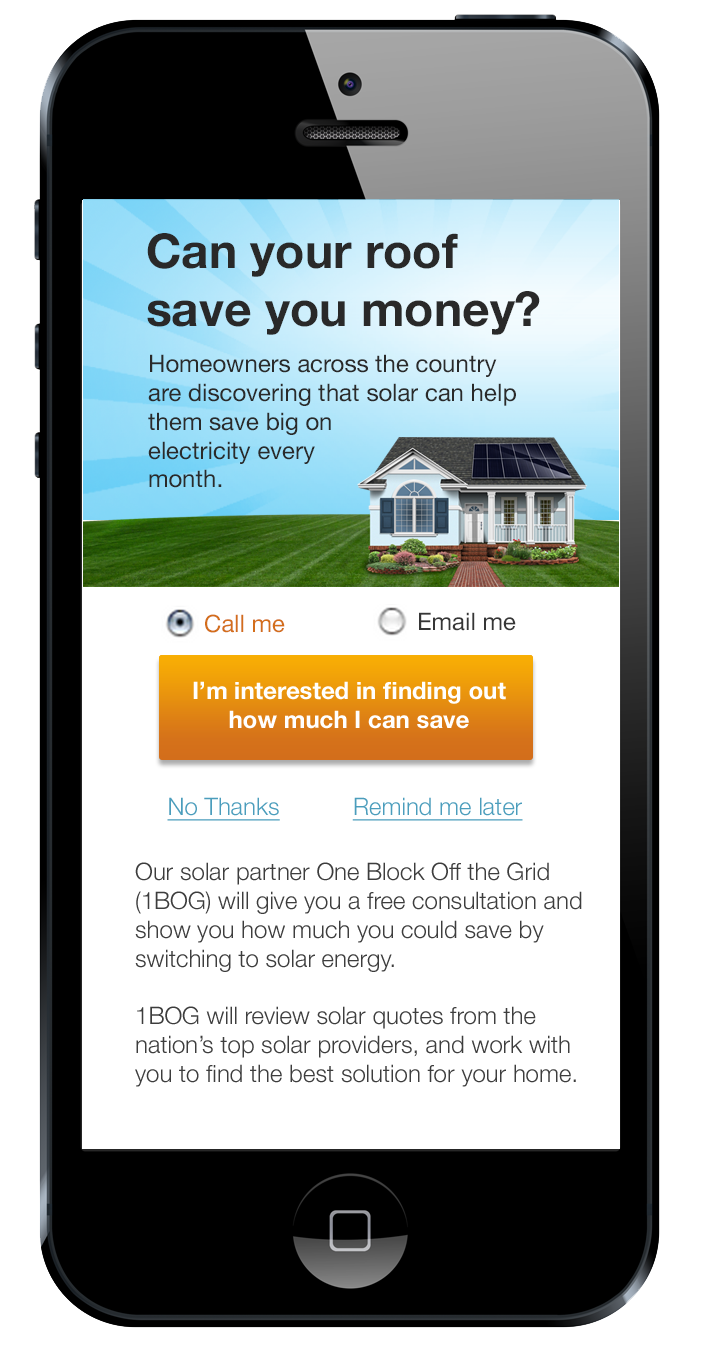 Can your roof
save you money?
Homeowners across the country
are discovering that solar can help
them save big on
electricity every
month.
Call me
Email me
I’m interested in finding out
how much I can save
No Thanks
Remind me later
Our solar partner One Block Off the Grid
(1BOG) will give you a free consultation and
show you how much you could save by
switching to solar energy.
1BOG will review solar quotes from the
nation’s top solar providers, and work with
you to find the best solution for your home.